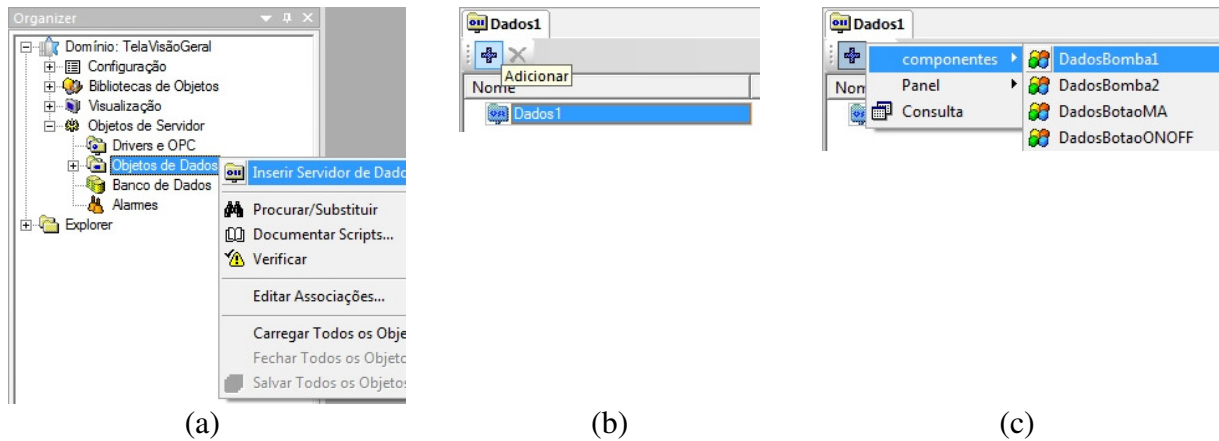 Organizer
Domínio: TelaVisãoGeral
Configuração
Bibliotecas de Objetos
Visualização
Objetos de Servidor
Drivers e OPC
Objetos de Dados
Banco de Dados
Alarmes
Explorer
Inserir Servidor de Dado
Procurar/Substituir
Documentar Scripts...
Verificar
Editar Associações...
Carregar Todos os Obje
Fechar Todos os Objeto
Salvar Todos os Objetos
(a)
Dados1
Adicionar
Nome
Dados1
(b)
Dados1
componentes
Panel
Consulta
Nom
DadosBomba1
DadosBomba2
DadosBotaoMA
DadosBotaoONOFF
(c)